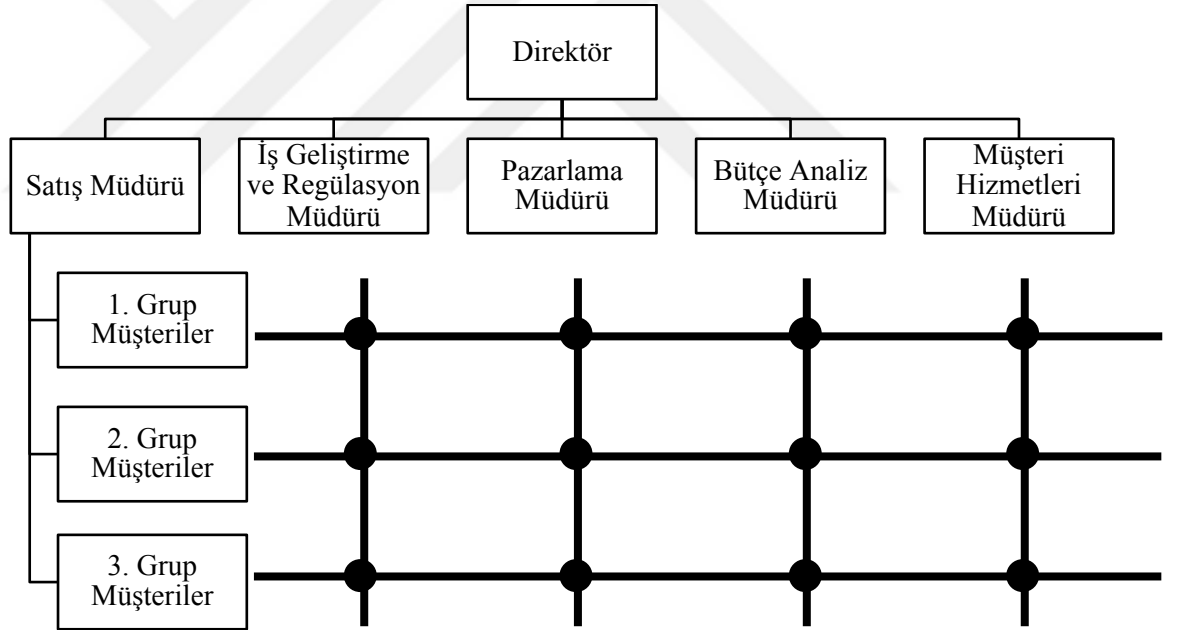 Direktör
Satış Müdürü
İş Geliştirme
ve Regülasyon
Müdürü
Pazarlama
Müdürü
Bütçe Analiz
Müdürü
Müşteri
Hizmetleri
Müdürü
1. Grup
Müşteriler
2. Grup
Müşteriler
3. Grup
Müşteriler